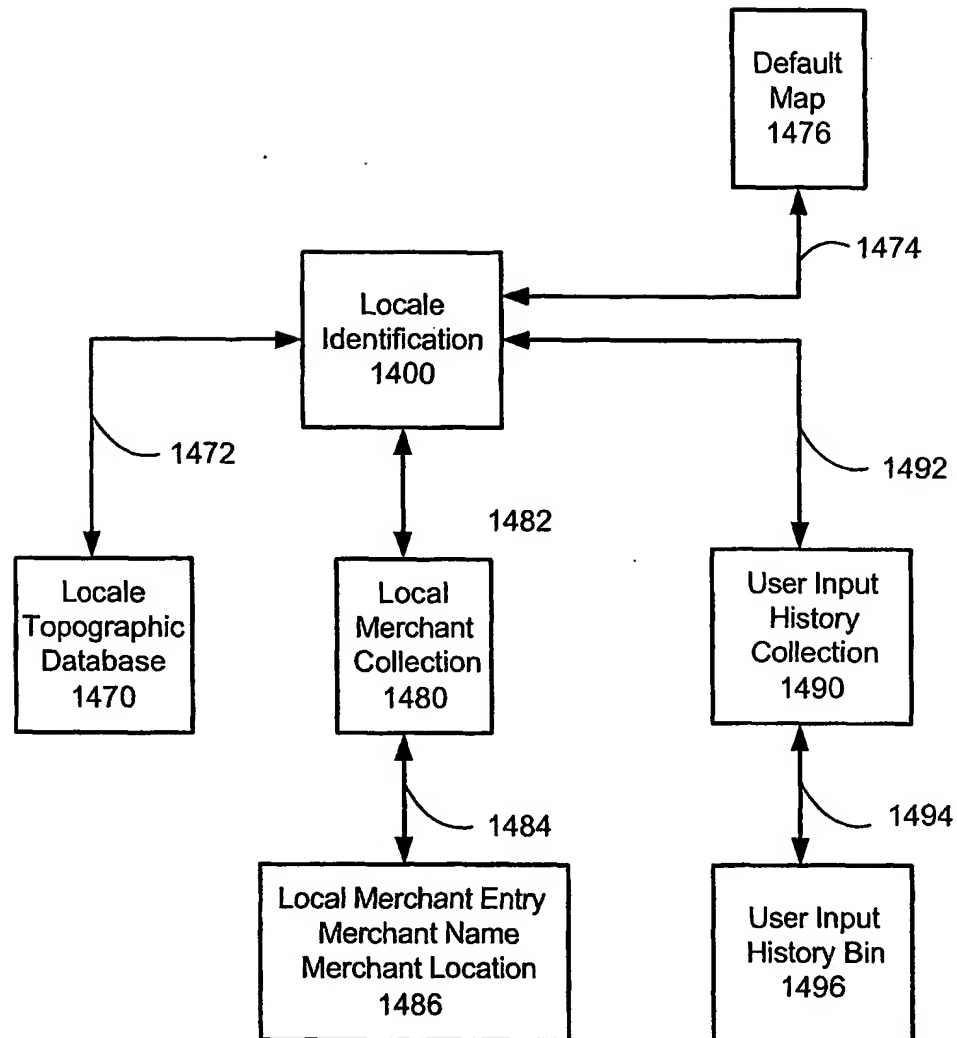 Default
Map
1476
1474
Locale
Identification
1400
1472
1492
1482
Locale
Topographic
Database
1470
Local
Merchant
Collection
1480
User Input
History
Collection
1490
1484
1494
Local Merchant Entry
Merchant Name
Merchant Location
1486
User Input
History Bin
1496